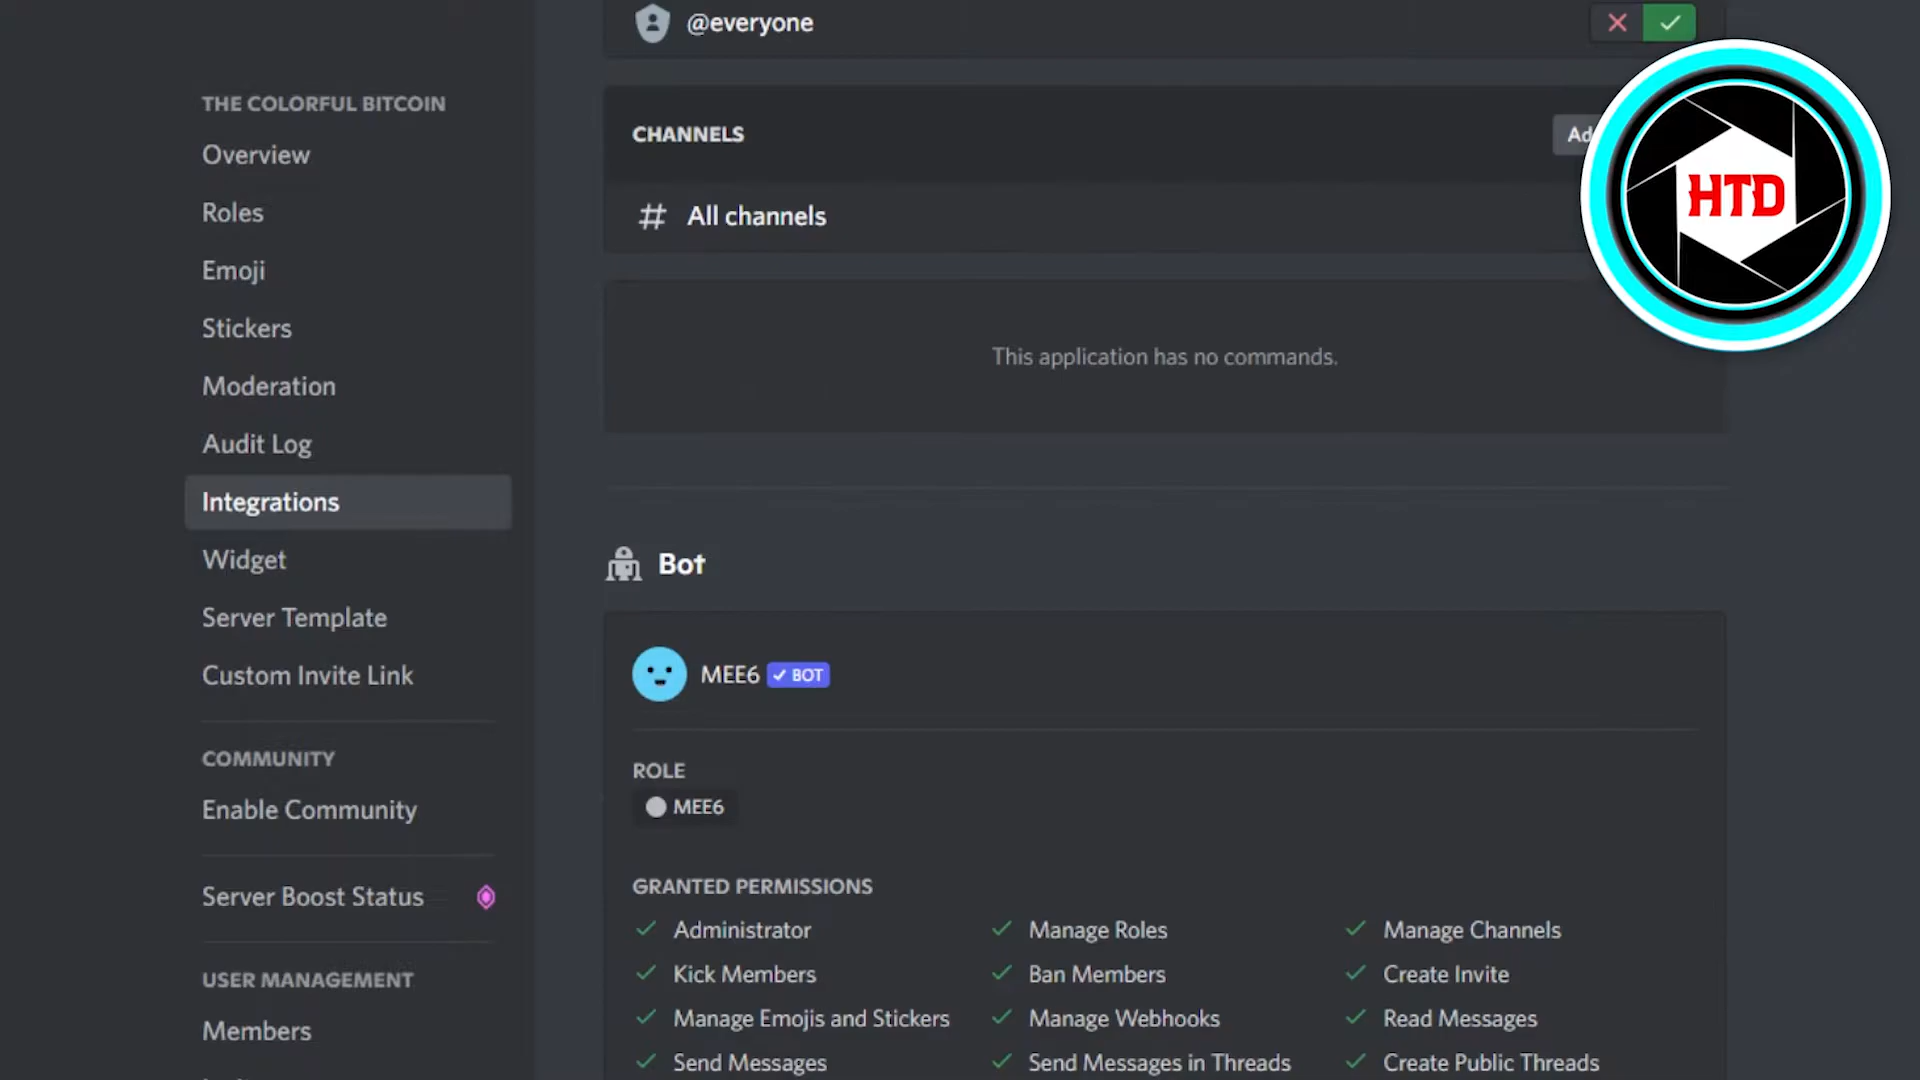 @everyone
THE COLORFUL BITCOIN
Overview
Roles
Emoji
Stickers
Moderation
Audit Log
Integrations
Widget
Server Template
Custom Invite Link
COMMUNITY
Enable Community
Server Boost Status
USER MANAGEMENT
Members
CHANNELS
All channels
HTD
This application has no commands.
Bot
MEE6 BOT
ROLE
MEE6
GRANTED PERMISSIONS
Administrator Manage Roles Manage Channels
Kick Members Ban Members Create Invite
Manage Emojis and Stickers Manage Webhooks Read Messages
Send Messages Send Messages in Threads Create Public Threads